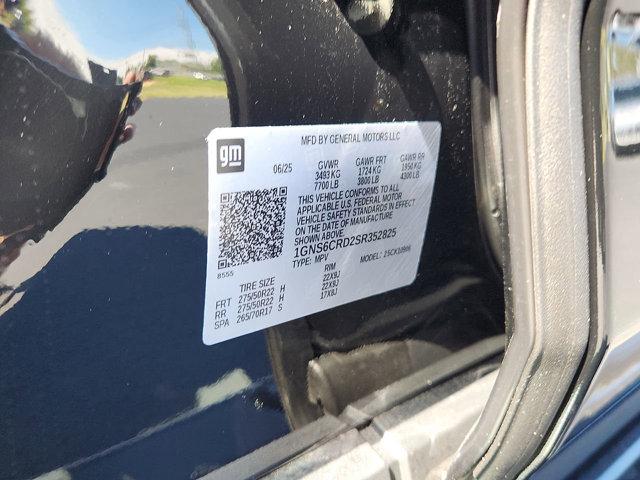 MFD BY GENERAL MOTORS LLC
gm
06/25 GVWR GAWR FRT GAWR RR
3493 KG 1724 KG 1950 KG
7700 LB 3800 LB 4300 LB
THIS VEHICLE CONFORMS TO ALL
APPLICABLE U.S. FEDERAL MOTOR
VEHICLE SAFETY STANDARDS IN EFFECT
ON THE DATE OF MANUFACTURE
SHOWN ABOVE.
1GNS6CRD2SR352825
TYPE: MPV MODEL:
8555
TIRE SIZE RIM
FRT 275/50R22 H 22X9J
RR 275/50R22 H 22X9J
SPA 265/70R17 S 17X8J